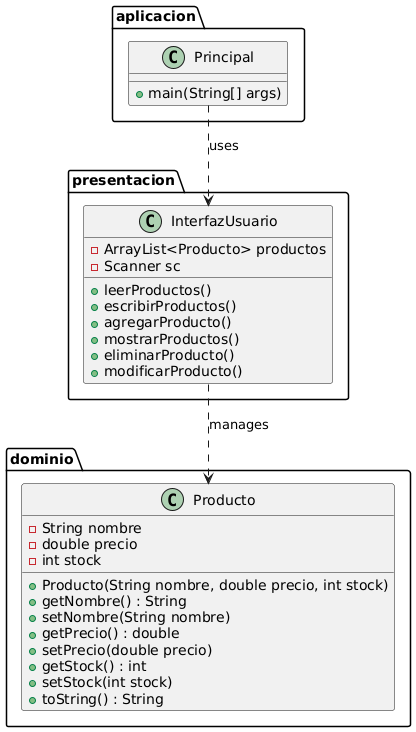 aplicacion
C Principal
main(String[] args)
uses
presentacion
C InterfazUsuario
ArrayList<Producto> productos
Scanner sc
leerProductos()
escribirProductos()
agregarProducto()
mostrarProductos()
eliminarProducto()
modificarProducto()
manages
dominio
C Producto
String nombre
double precio
int stock
Producto(String nombre, double precio, int stock)
getNombre() : String
setNombre(String nombre)
getPrecio() : double
setPrecio(double precio)
getStock() : int
setStock(int stock)
toString() : String